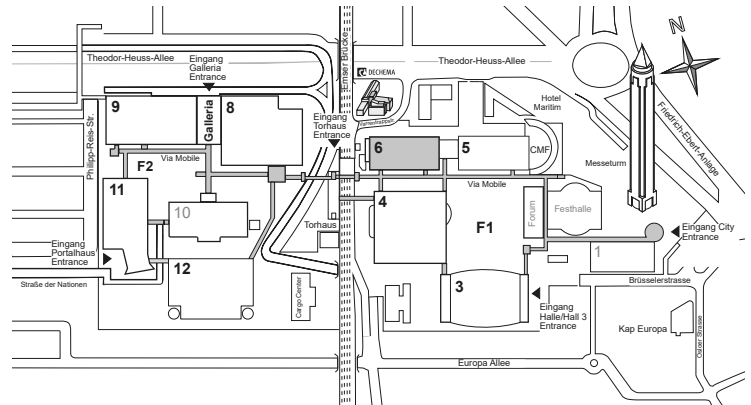 N
Theodor-Heuss-Allee
Eingang
Galleria
Entrance
Emser Brücke
Theodor-Heuss-Allee
DECHEMA
9
Galleria
8
Eingang
Torhaus
Entrance
Hotel
Maritim
Friedrich-Ebert-Anlage
Philipp-Reis-Str.
F2
Via Mobile
6
5
CMF
Messeturm
11
10
4
Via Mobile
Forum
Festhalle
F1
Torhaus
Eingang City
Entrance
Eingang
Portalhaus
Entrance
1
12
Straße der Nationen
Cargo Center
3
Eingang
Halle/Hall 3
Entrance
Brüsselerstrasse
Kap Europa
Osloer Strasse
Europa Allee